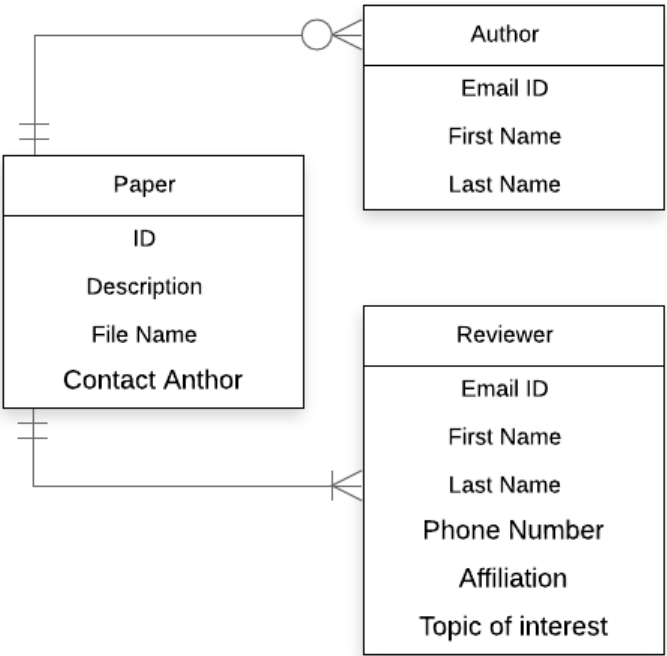 Author
Email ID
First Name
Last Name
Paper
ID
Description
File Name
Contact Anthor
Reviewer
Email ID
First Name
Last Name
Phone Number
Affiliation
Topic of interest